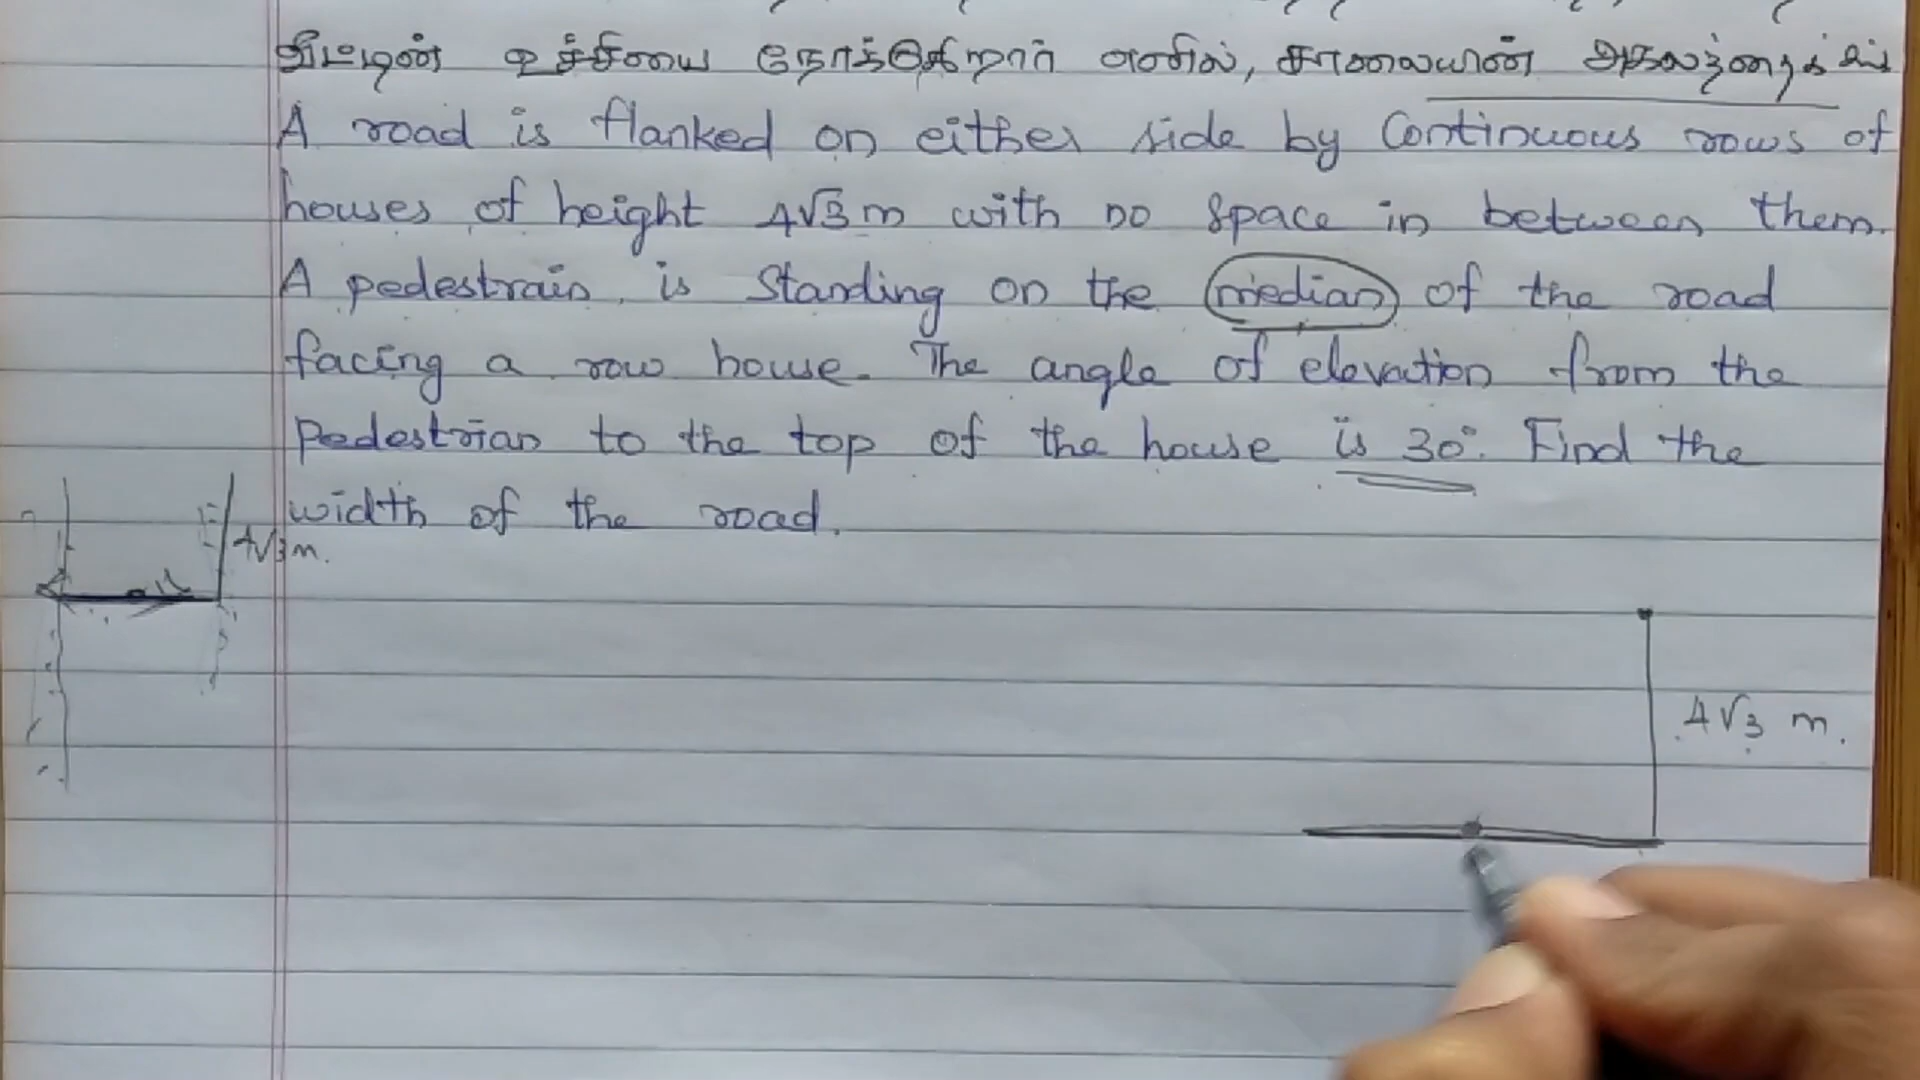 வீட்டின் உச்சியை நோக்குகிறார் எனில், சாலையின் அகலத்தைக்
A road is flanked on either side by Continuous rows of
houses of height 4√3 m with no space in between them.
A pedestrain is Standing on the median of the road
facing a row house. The angle of elevation from the
Pedestrian to the top of the house is 30°. Find the
width of the road.
4√3 m.
4√3 m.